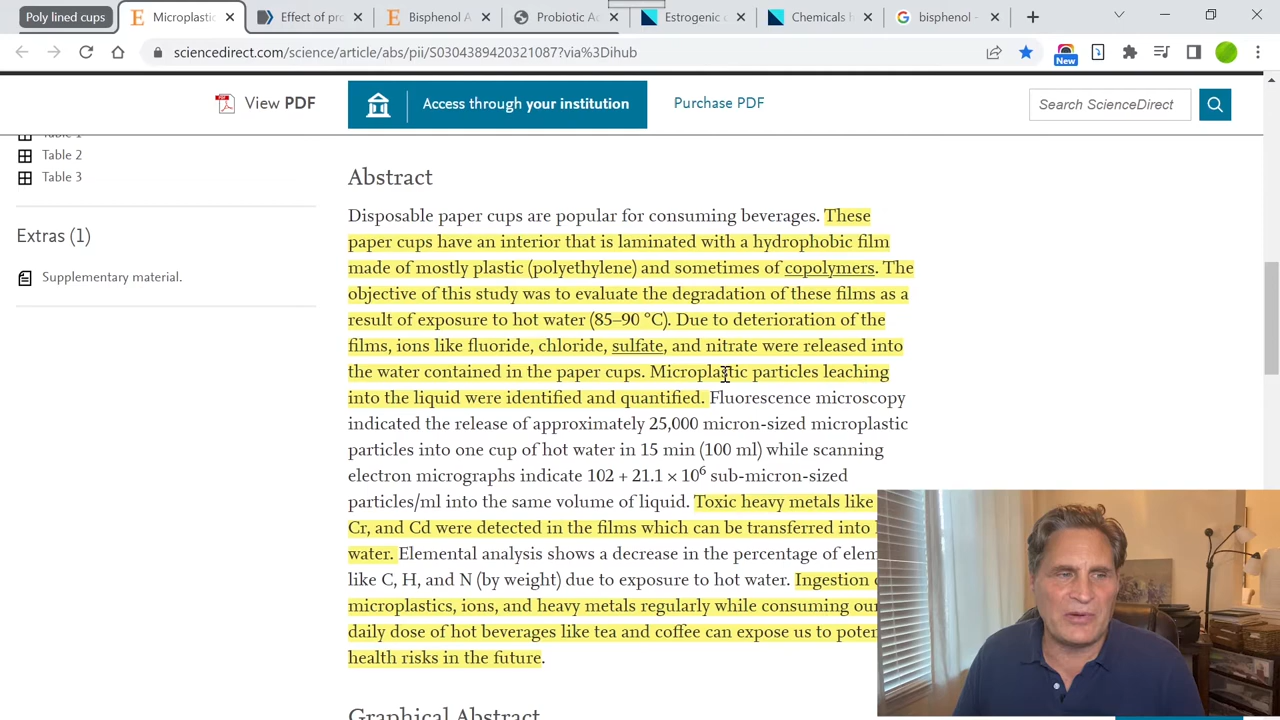 Poly lined cups
Microplastic
Effect of pro
Bisphenol A
Probiotic Ac
Estrogenic
Chemicals h
bisphenol -
sciencedirect.com/science/article/abs/pii/S0304389420321087?via%3Dihub
New
View PDF
Access through your institution
Purchase PDF
Search ScienceDirect
Table 1
Table 2
Table 3
Extras (1)
Supplementary material.
Abstract
Disposable paper cups are popular for consuming beverages. These
paper cups have an interior that is laminated with a hydrophobic film
made of mostly plastic (polyethylene) and sometimes of copolymers. The
objective of this study was to evaluate the degradation of these films as a
result of exposure to hot water (85–90 °C). Due to deterioration of the
films, ions like fluoride, chloride, sulfate, and nitrate were released into
the water contained in the paper cups. Microplastic particles leaching
into the liquid were identified and quantified. Fluorescence microscopy
indicated the release of approximately 25,000 micron-sized microplastic
particles into one cup of hot water in 15 min (100 ml) while scanning
electron micrographs indicate 102 + 21.1 × 10⁶ sub-micron-sized
particles/ml into the same volume of liquid. Toxic heavy metals like
Cr, and Cd were detected in the films which can be transferred into
water. Elemental analysis shows a decrease in the percentage of elem
like C, H, and N (by weight) due to exposure to hot water. Ingestion
microplastics, ions, and heavy metals regularly while consuming our
daily dose of hot beverages like tea and coffee can expose us to poten
health risks in the future.
Graphical Abstract